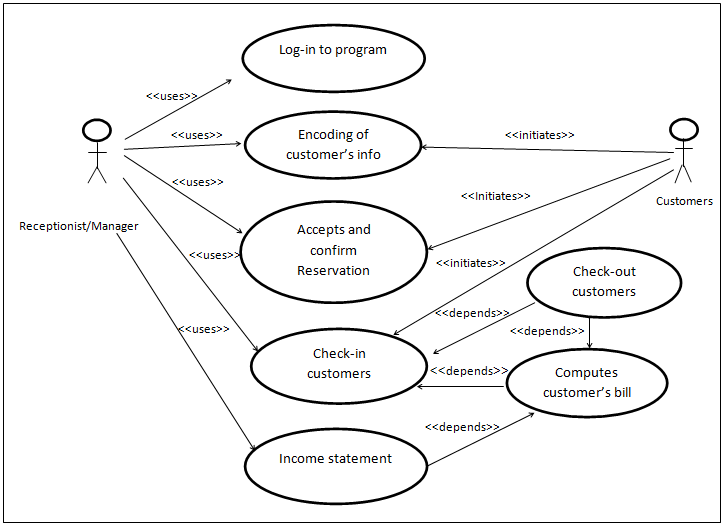 Log-in to program
<<uses>>
<<uses>>
Encoding of
customer's info
<<initiates>>
<<uses>>
<<Initiates>>
Customers
Receptionist/Manager
Accepts and
confirm
Reservation
<<uses>>
<<initiates>>
Check-out
customers
<<depends>>
<<uses>>
<<depends>>
Check-in
customers
<<depends>>
Computes
customer's bill
<<depends>>
Income statement